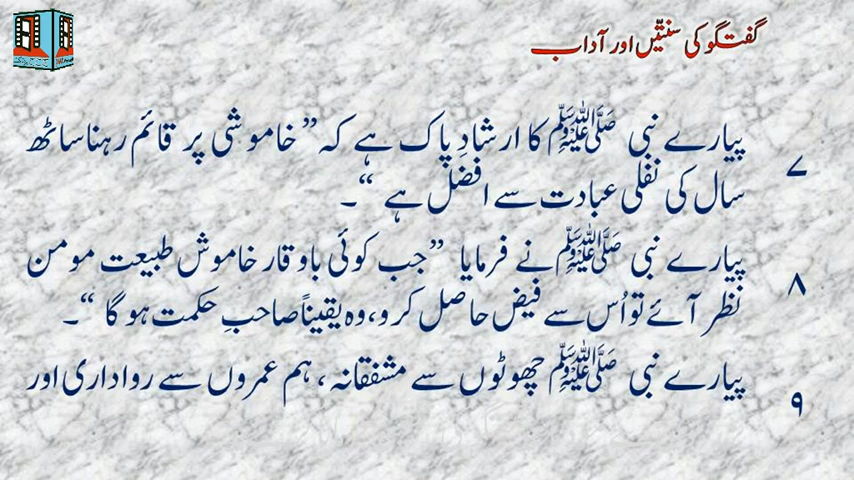 گفتگو کی سنتیں اور آداب
۷ پیارے نبی ﷺ کا ارشادِ پاک ہے کہ ”خاموشی پر قائم رہنا ساٹھ
سال کی نفلی عبادت سے افضل ہے “۔
۸ پیارے نبی ﷺ نے فرمایا ”جب کوئی باوقار خاموش طبیعت مومن
نظر آئے تو اُس سے فیض حاصل کرو، وہ یقیناً صاحبِ حکمت ہو گا “۔
۹ پیارے نبی ﷺ چھوٹوں سے مشفقانہ، ہم عمروں سے رواداری اور